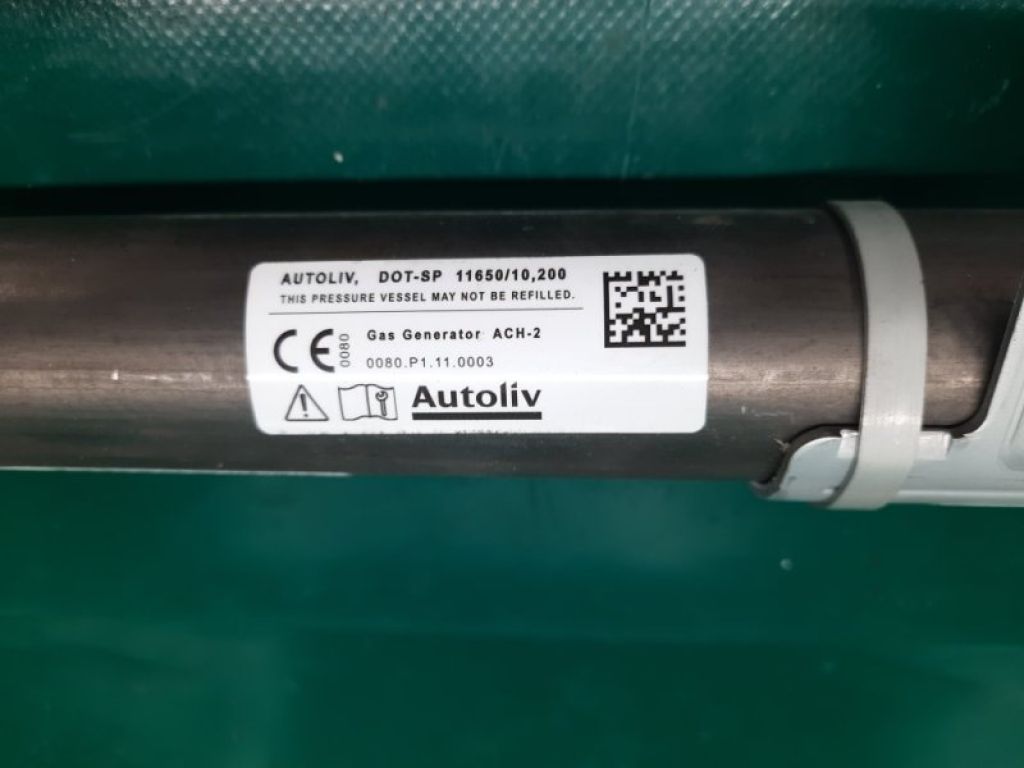 AUTOLIV, DOT-SP 11650/10,200
THIS PRESSURE VESSEL MAY NOT BE REFILLED.
CE 0080 Gas Generator ACH-2
0080.P1.11.0003
Autoliv